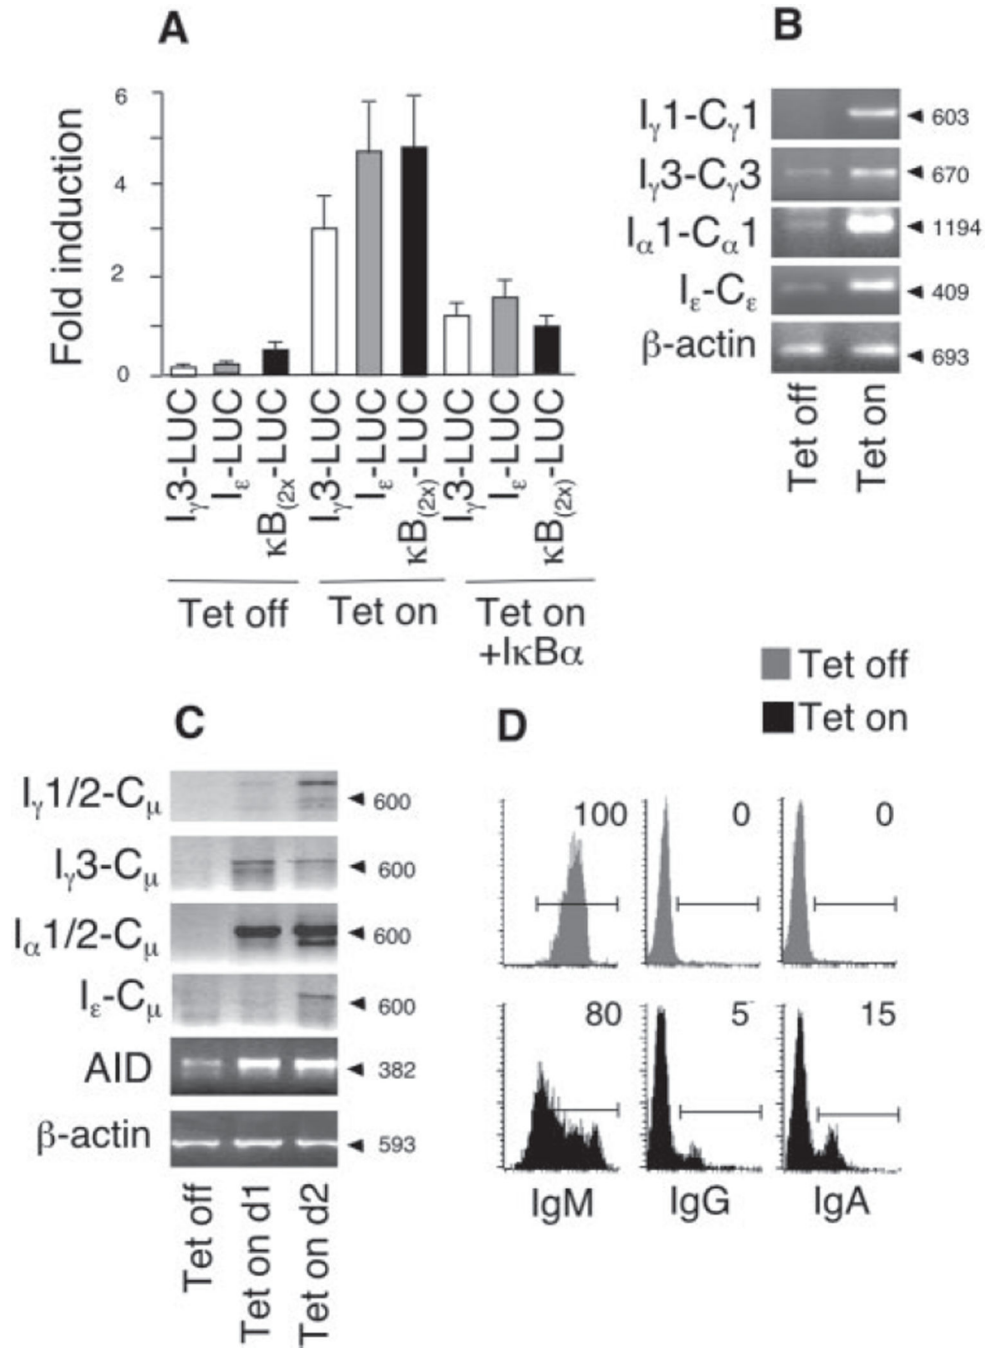 A
Fold induction
6
4
2
0
Iγ3-LUC
Iε-LUC
κB(2x)-LUC
Iγ3-LUC
Iε-LUC
κB(2x)-LUC
Iγ3-LUC
Iε-LUC
κB(2x)-LUC
Tet off
Tet on
Tet on
+IκBα
B
Iγ1-Cγ1 603
Iγ3-Cγ3 670
Iα1-Cα1 1194
Iε-Cε 409
β-actin 693
Tet off
Tet on
Tet off
Tet on
C
Iγ1/2-Cμ 600
Iγ3-Cμ 600
Iα1/2-Cμ 600
Iε-Cμ 600
AID 382
β-actin 593
Tet off
Tet on d1
Tet on d2
D
100 0 0
80 5 15
IgM IgG IgA